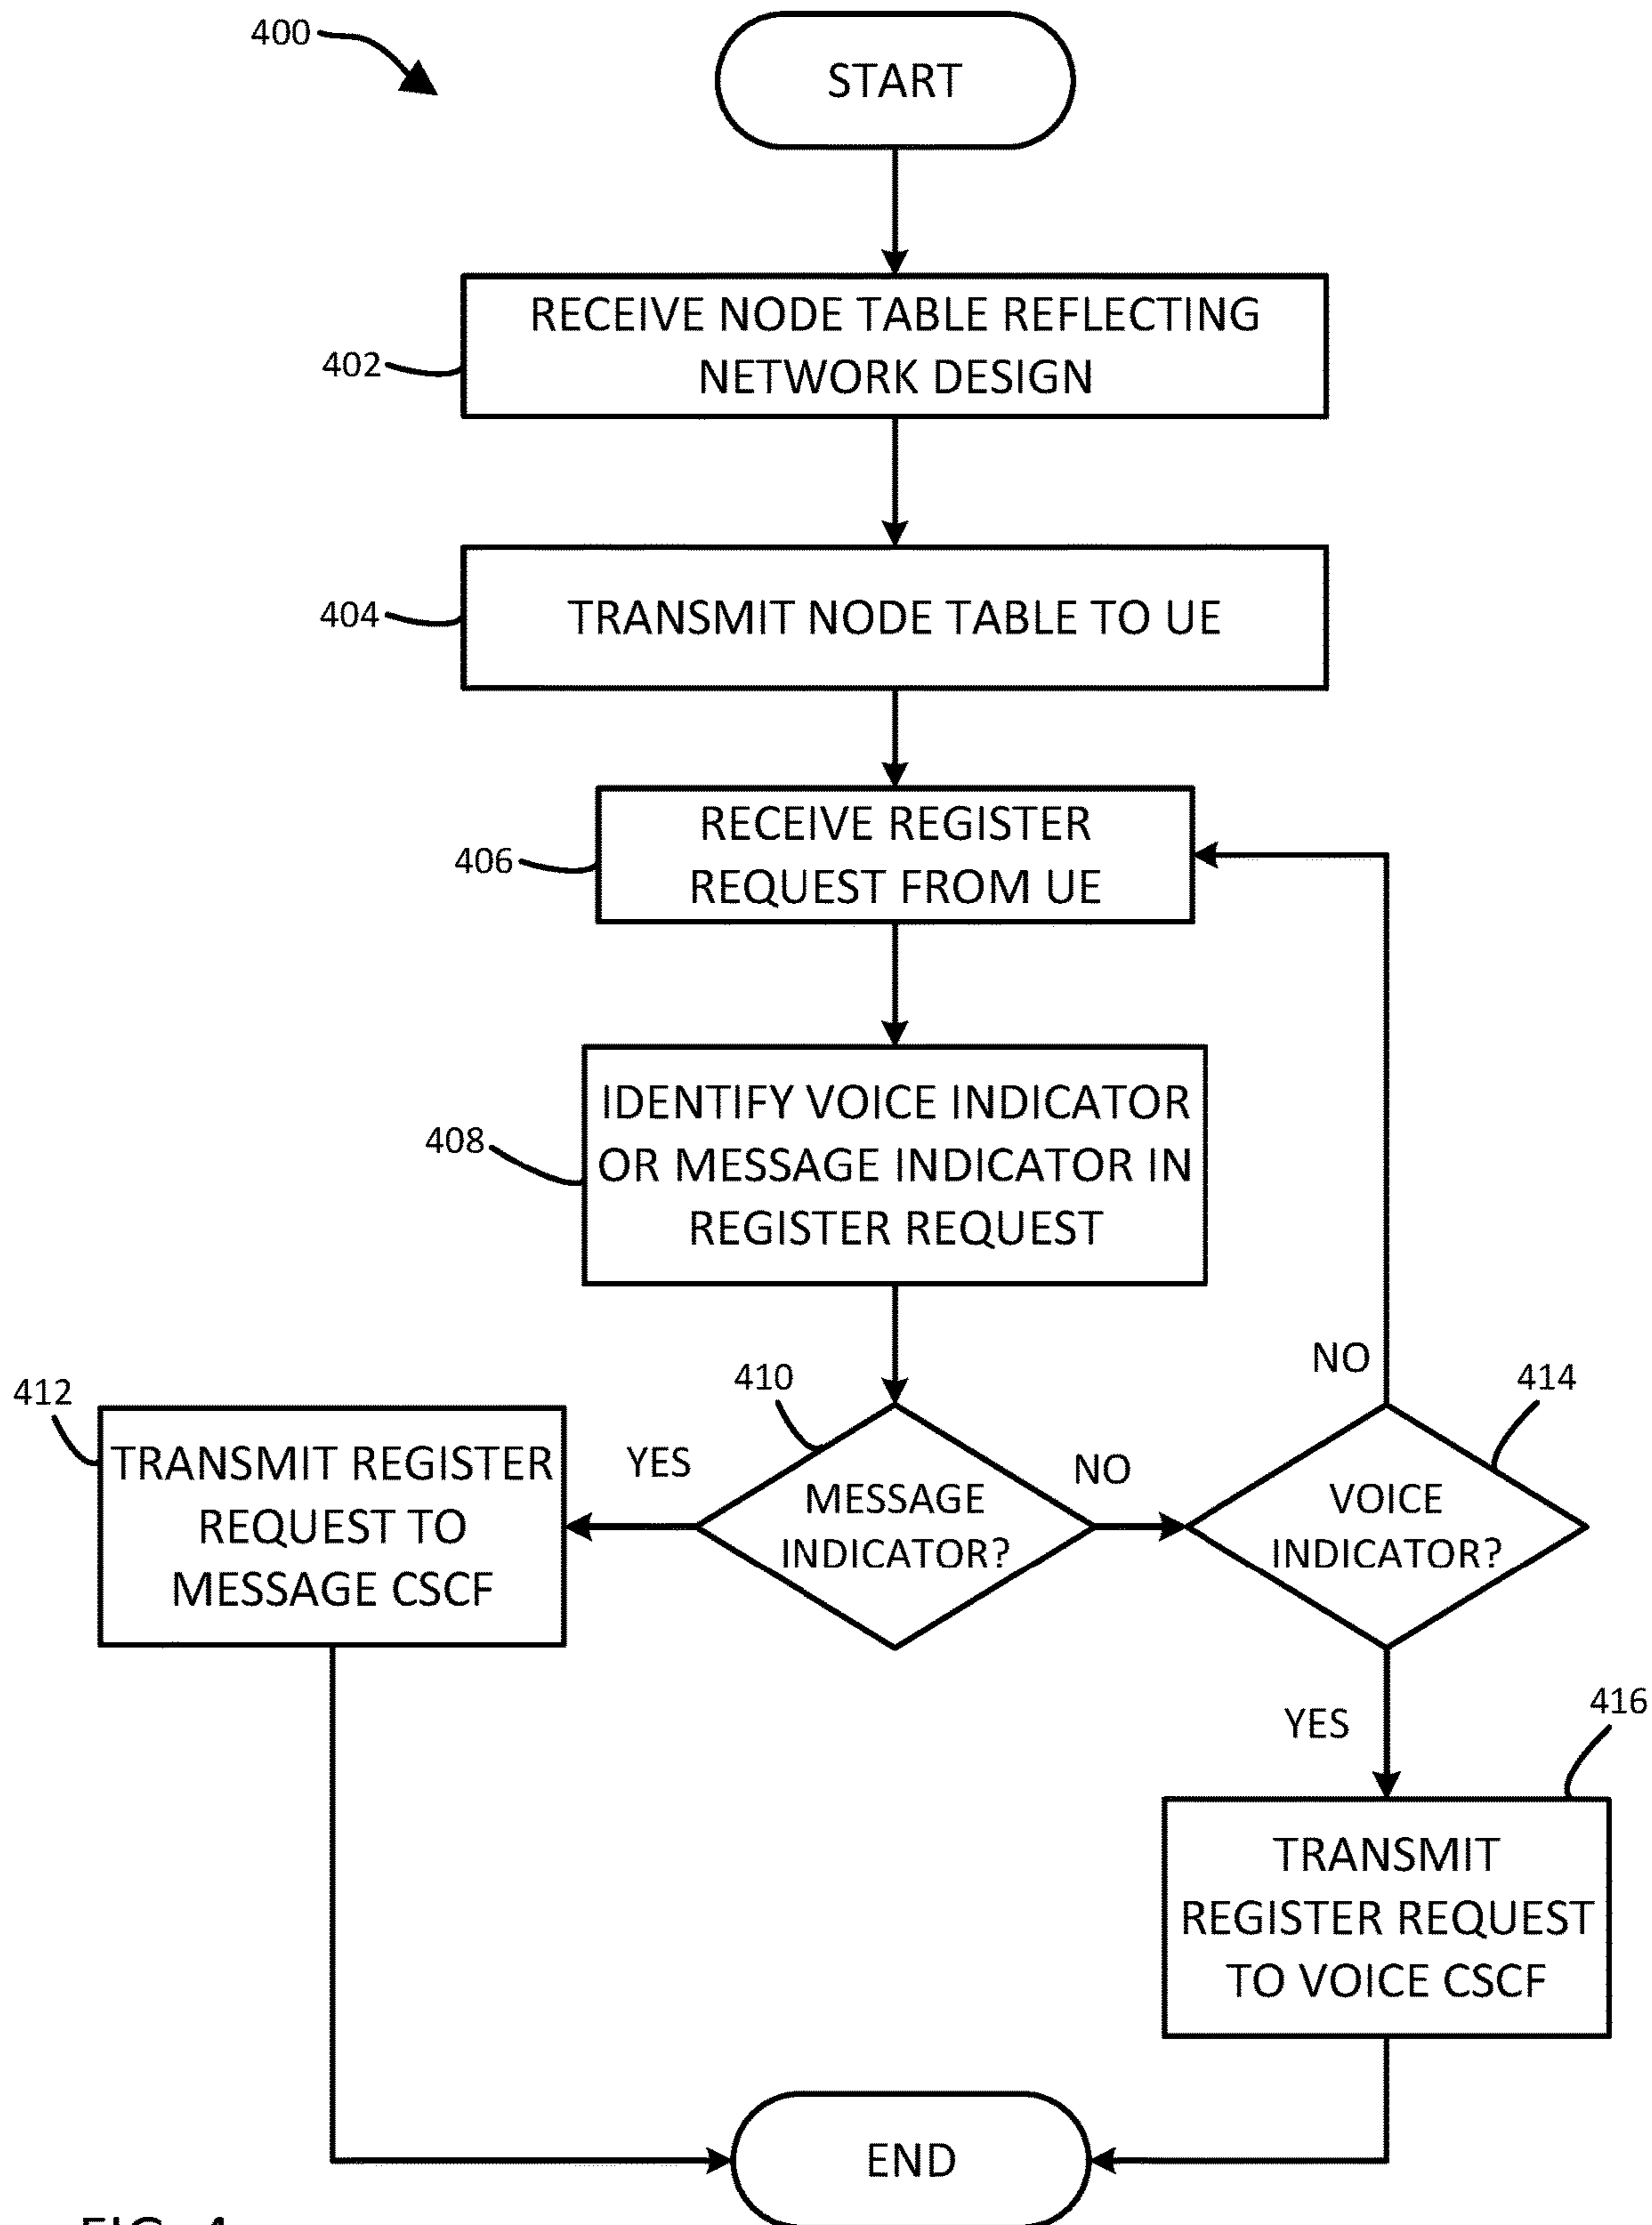 400
START
RECEIVE NODE TABLE REFLECTING
NETWORK DESIGN
402
TRANSMIT NODE TABLE TO UE
404
RECEIVE REGISTER
REQUEST FROM UE
406
IDENTIFY VOICE INDICATOR
OR MESSAGE INDICATOR IN
REGISTER REQUEST
408
410
MESSAGE
INDICATOR?
YES
NO
412
TRANSMIT REGISTER
REQUEST TO
MESSAGE CSCF
414
VOICE
INDICATOR?
NO
YES
416
TRANSMIT
REGISTER REQUEST
TO VOICE CSCF
END
FIG. 4